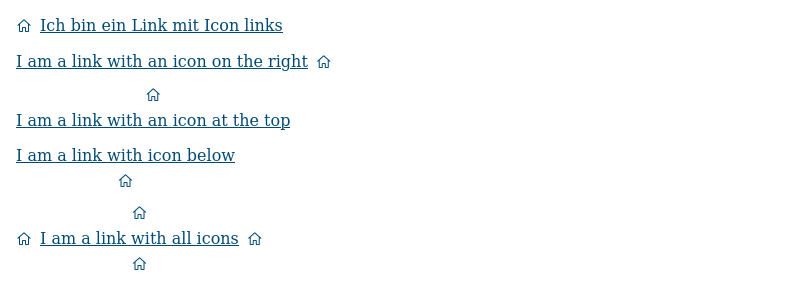 Ich bin ein Link mit Icon links
I am a link with an icon on the right
I am a link with an icon at the top
I am a link with icon below
I am a link with all icons